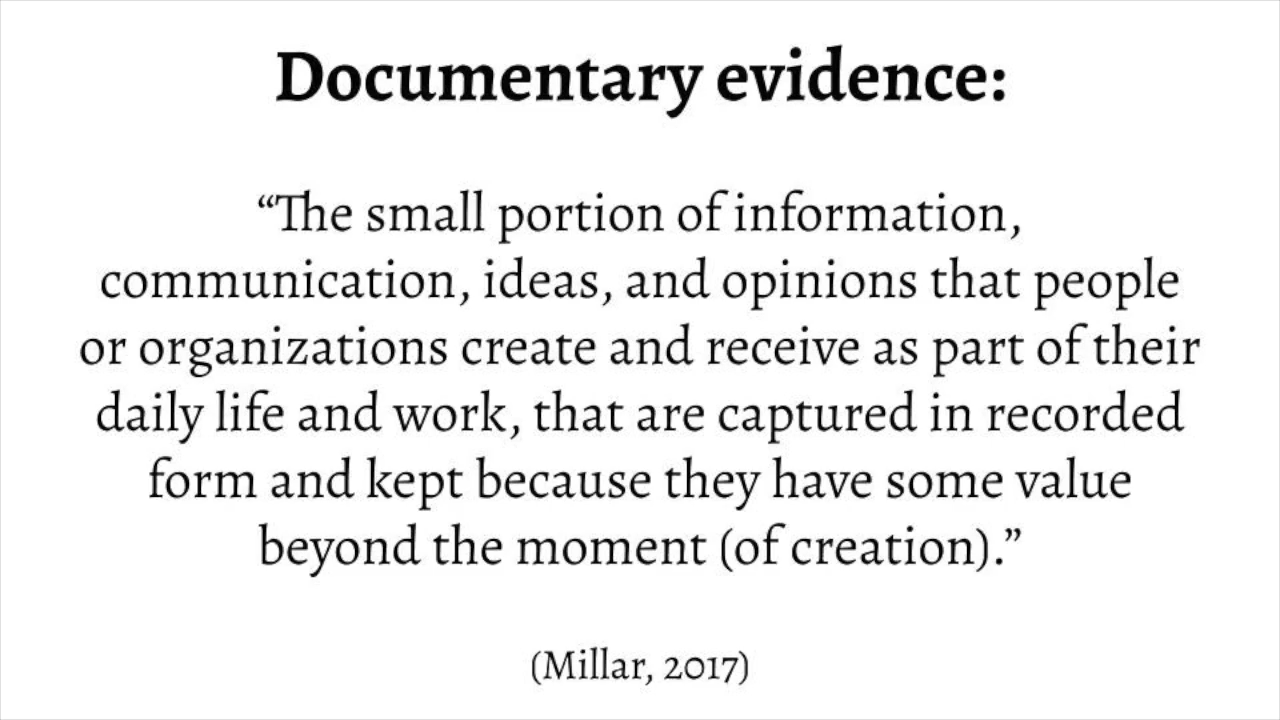 Documentary evidence:
“The small portion of information,
communication, ideas, and opinions that people
or organizations create and receive as part of their
daily life and work, that are captured in recorded
form and kept because they have some value
beyond the moment (of creation).”
(Millar, 2017)